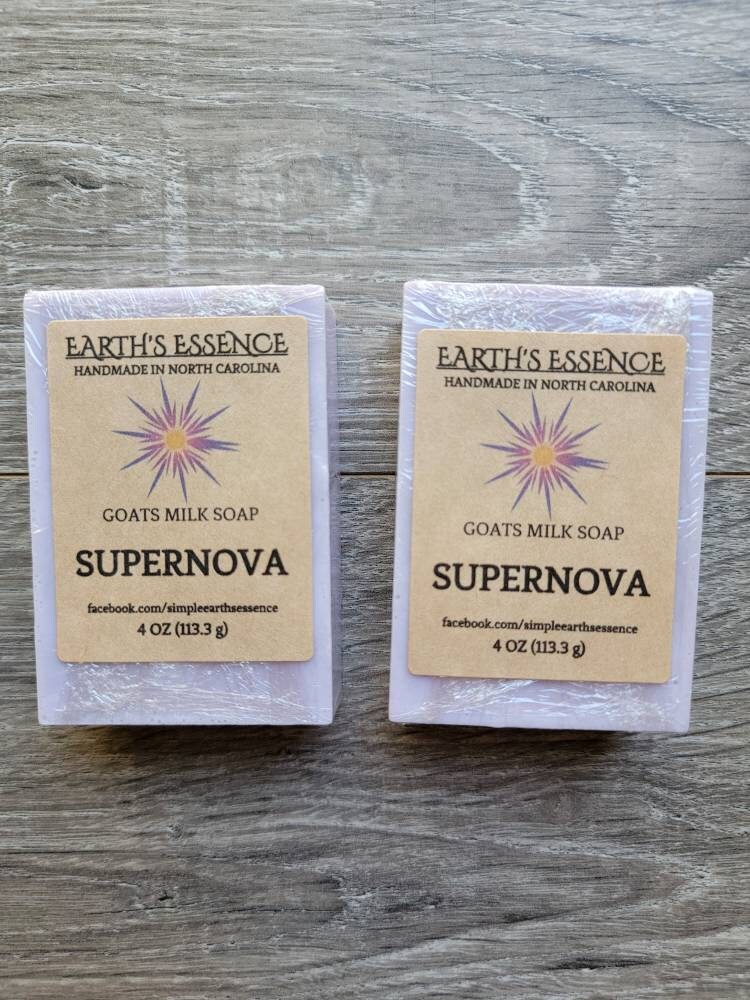 EARTH'S ESSENCE
HANDMADE IN NORTH CAROLINA
GOATS MILK SOAP
SUPERNOVA
facebook.com/simpleearthsessence
4 OZ (113.3 g)
EARTH'S ESSENCE
HANDMADE IN NORTH CAROLINA
GOATS MILK SOAP
SUPERNOVA
facebook.com/simpleearthsessence
4 OZ (113.3 g)